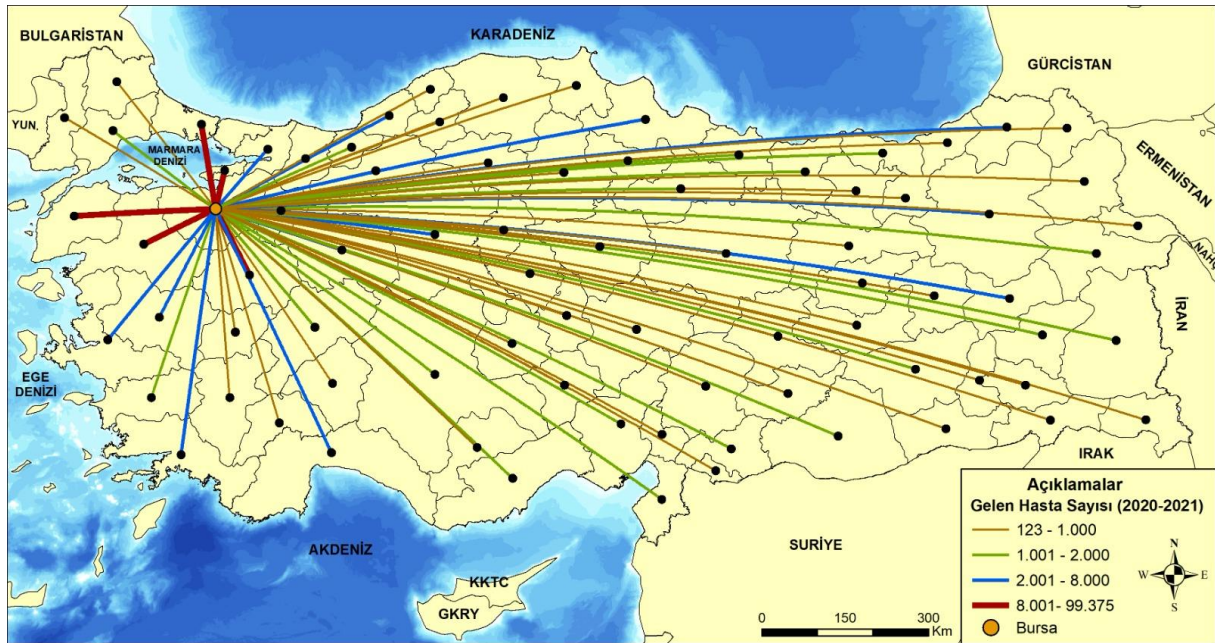 BULGARİSTAN
KARADENİZ
GÜRCİSTAN
YUN.
MARMARA
DENİZİ
ERMENİSTAN
NAHÇ
İRAN
EGE
DENİZİ
IRAK
SURİYE
AKDENİZ
KKTC
GKRY
Açıklamalar
Gelen Hasta Sayısı (2020-2021)
123 - 1.000
1.001 - 2.000
2.001 - 8.000
8.001- 99.375
Bursa
N
W E
S
0 150 300
Km